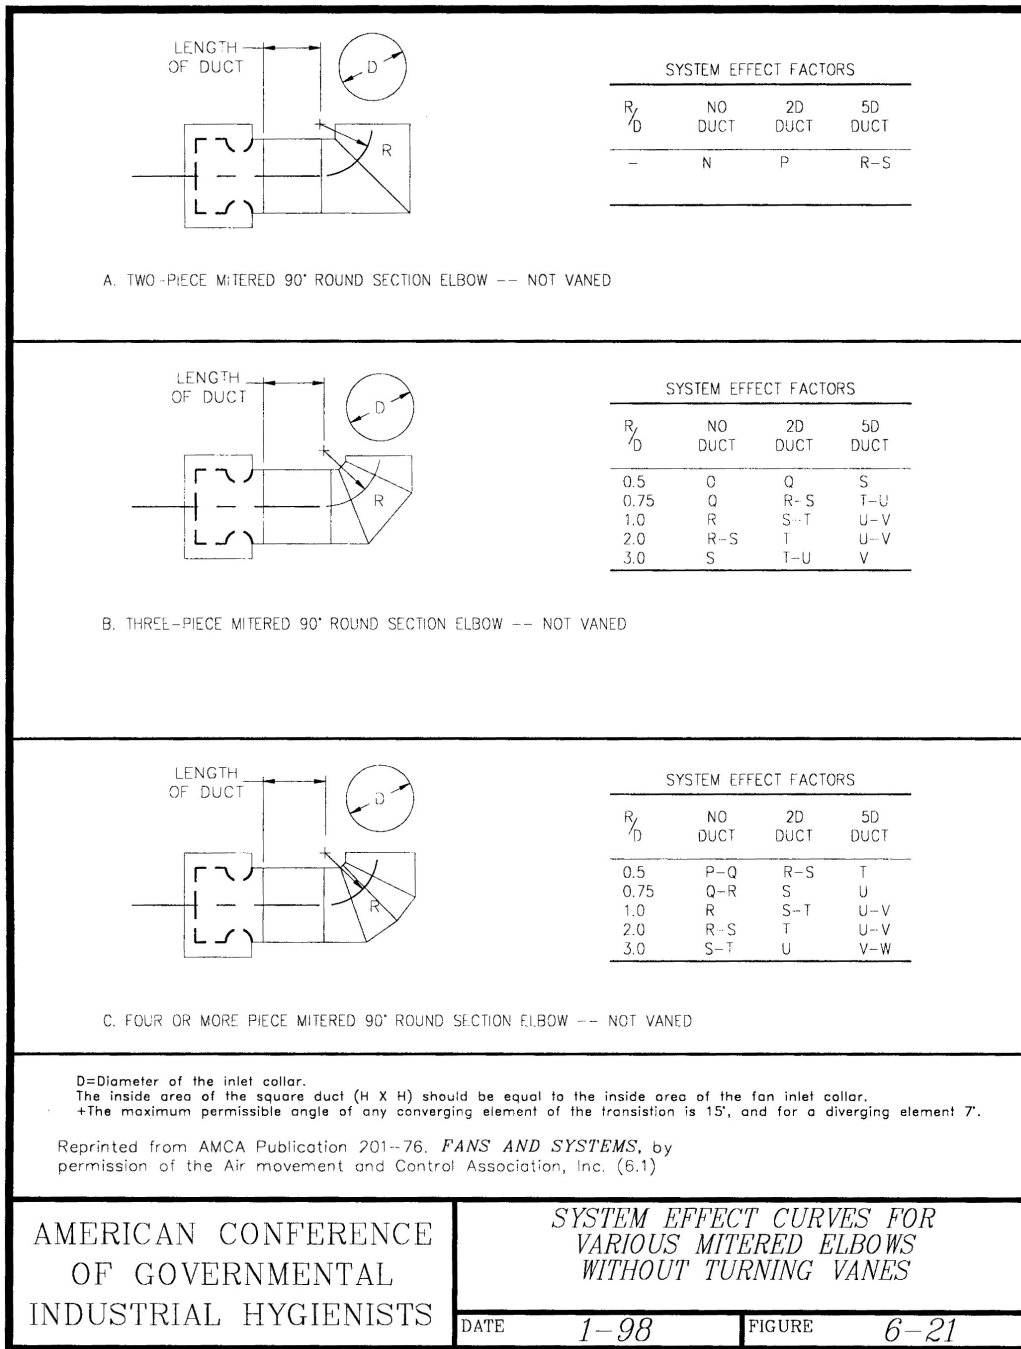 LENGTH
OF DUCT
D
R
SYSTEM EFFECT FACTORS
R/D NO DUCT 2D DUCT 5D DUCT
- N P R-S
A. TWO-PIECE MITERED 90° ROUND SECTION ELBOW -- NOT VANED
LENGTH
OF DUCT
D
R
SYSTEM EFFECT FACTORS
R/D NO DUCT 2D DUCT 5D DUCT
0.5 O Q S
0.75 Q R-S T-U
1.0 R S-T U-V
2.0 R-S T U-V
3.0 S T-U V
B. THREE-PIECE MITERED 90° ROUND SECTION ELBOW -- NOT VANED
LENGTH
OF DUCT
D
R
SYSTEM EFFECT FACTORS
R/D NO DUCT 2D DUCT 5D DUCT
0.5 P-Q R-S T
0.75 Q-R S U
1.0 R S-T U-V
2.0 R-S T U-V
3.0 S-T U V-W
C. FOUR OR MORE PIECE MITERED 90° ROUND SECTION ELBOW -- NOT VANED
D=Diameter of the inlet collar.
The inside area of the square duct (H X H) should be equal to the inside area of the fan inlet collar.
+The maximum permissible angle of any converging element of the transistion is 15°, and for a diverging element 7°.
Reprinted from AMCA Publication 201-76. FANS AND SYSTEMS, by
permission of the Air movement and Control Association, Inc. (6.1)
AMERICAN CONFERENCE
OF GOVERNMENTAL
INDUSTRIAL HYGIENISTS
SYSTEM EFFECT CURVES FOR
VARIOUS MITERED ELBOWS
WITHOUT TURNING VANES
DATE 1-98 FIGURE 6-21